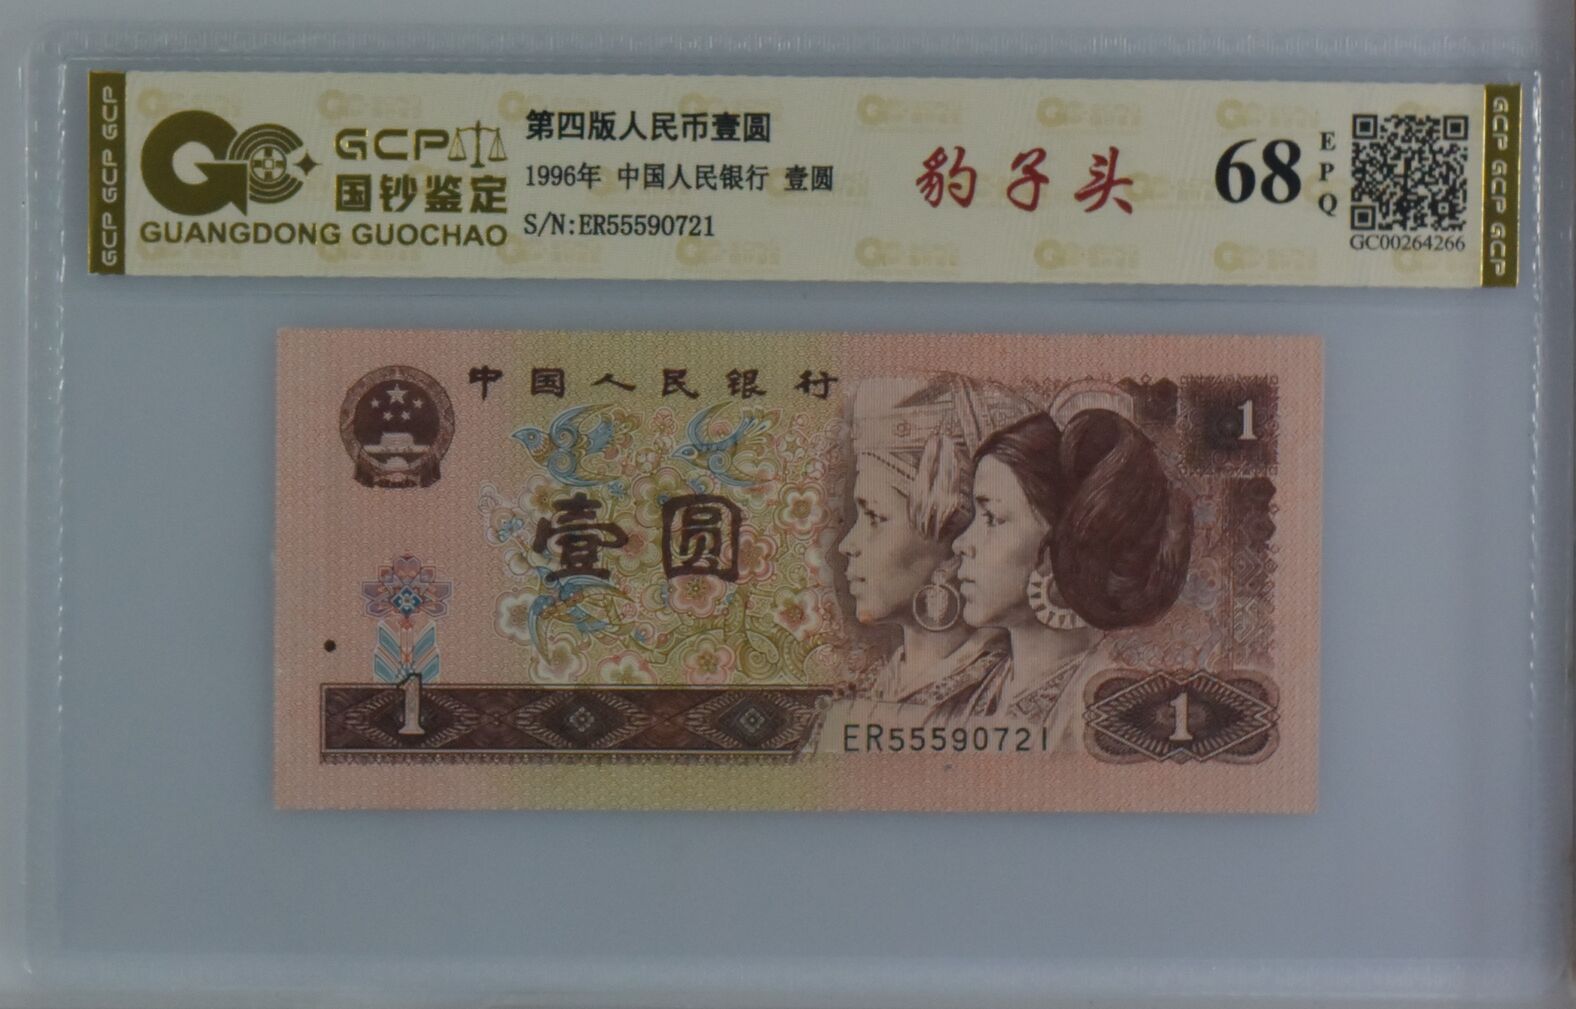 GCP GCP GCP
GCP
国钞鉴定
GUANGDONG GUOCHAO
第四版人民币壹圆
1996年 中国人民银行 壹圆
S/N:ER55590721
豹子头
68
EPQ
GC00264266
GCP GCP GCP
中国人民银行
1
壹圆
1
ER55590721
1